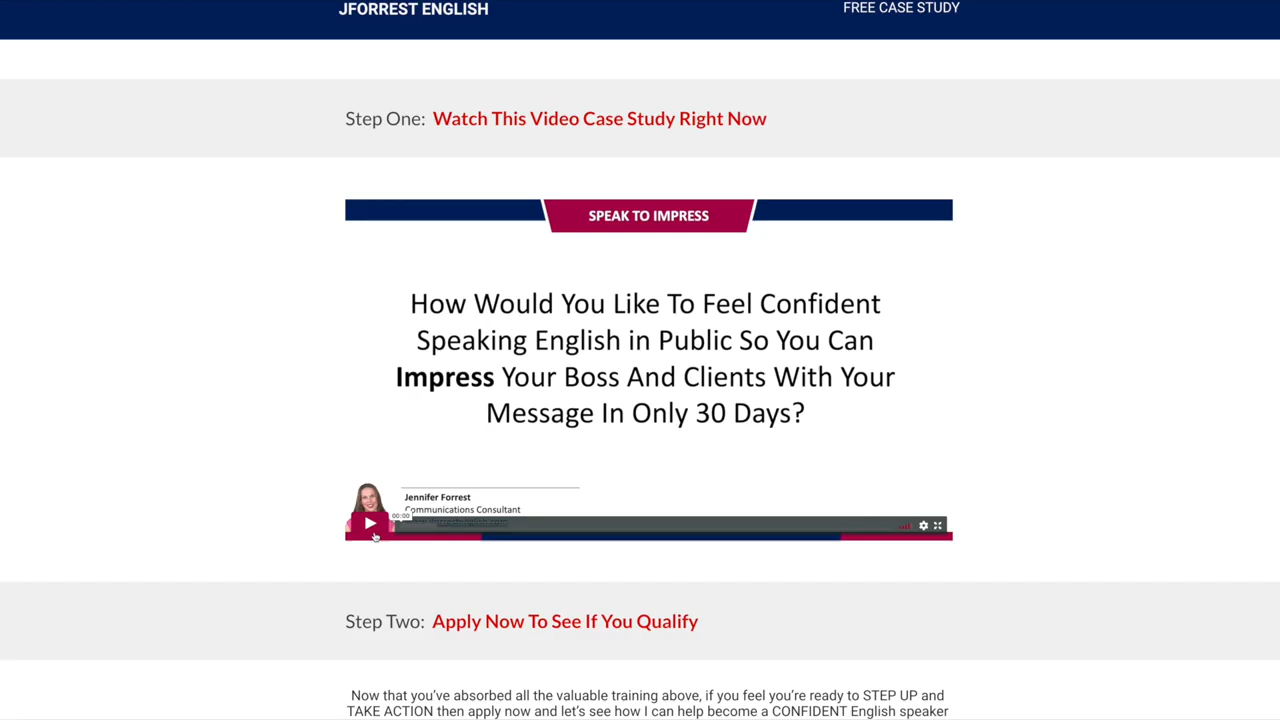 JFORREST ENGLISH
FREE CASE STUDY
Step One: Watch This Video Case Study Right Now
SPEAK TO IMPRESS
How Would You Like To Feel Confident
Speaking English in Public So You Can
Impress Your Boss And Clients With Your
Message In Only 30 Days?
Jennifer Forrest
Communications Consultant
00:00
Step Two: Apply Now To See If You Qualify
Now that you've absorbed all the valuable training above, if you feel you're ready to STEP UP and
TAKE ACTION then apply now and let's see how I can help become a CONFIDENT English speaker